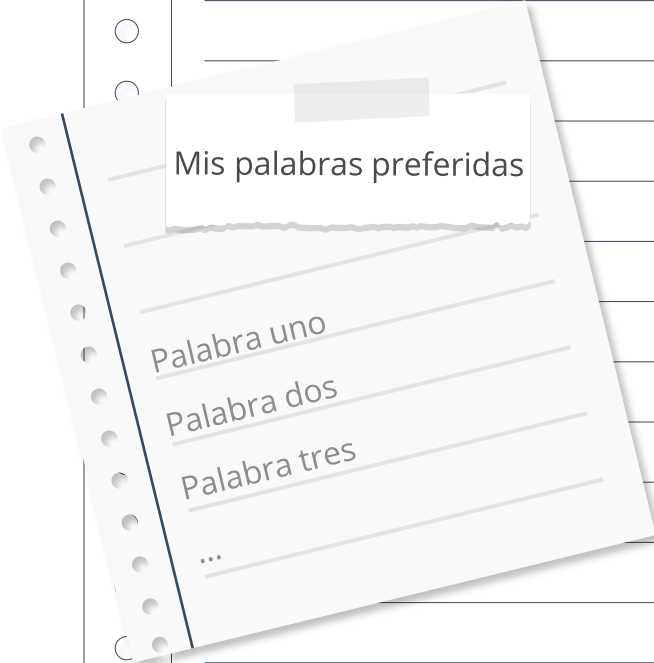 Mis palabras preferidas
Palabra uno
Palabra dos
Palabra tres
...